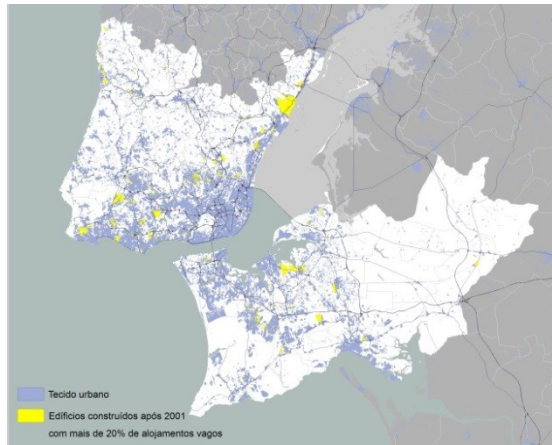 Tecido urbano
Edifícios construídos após 2001
com mais de 20% de alojamentos vagos